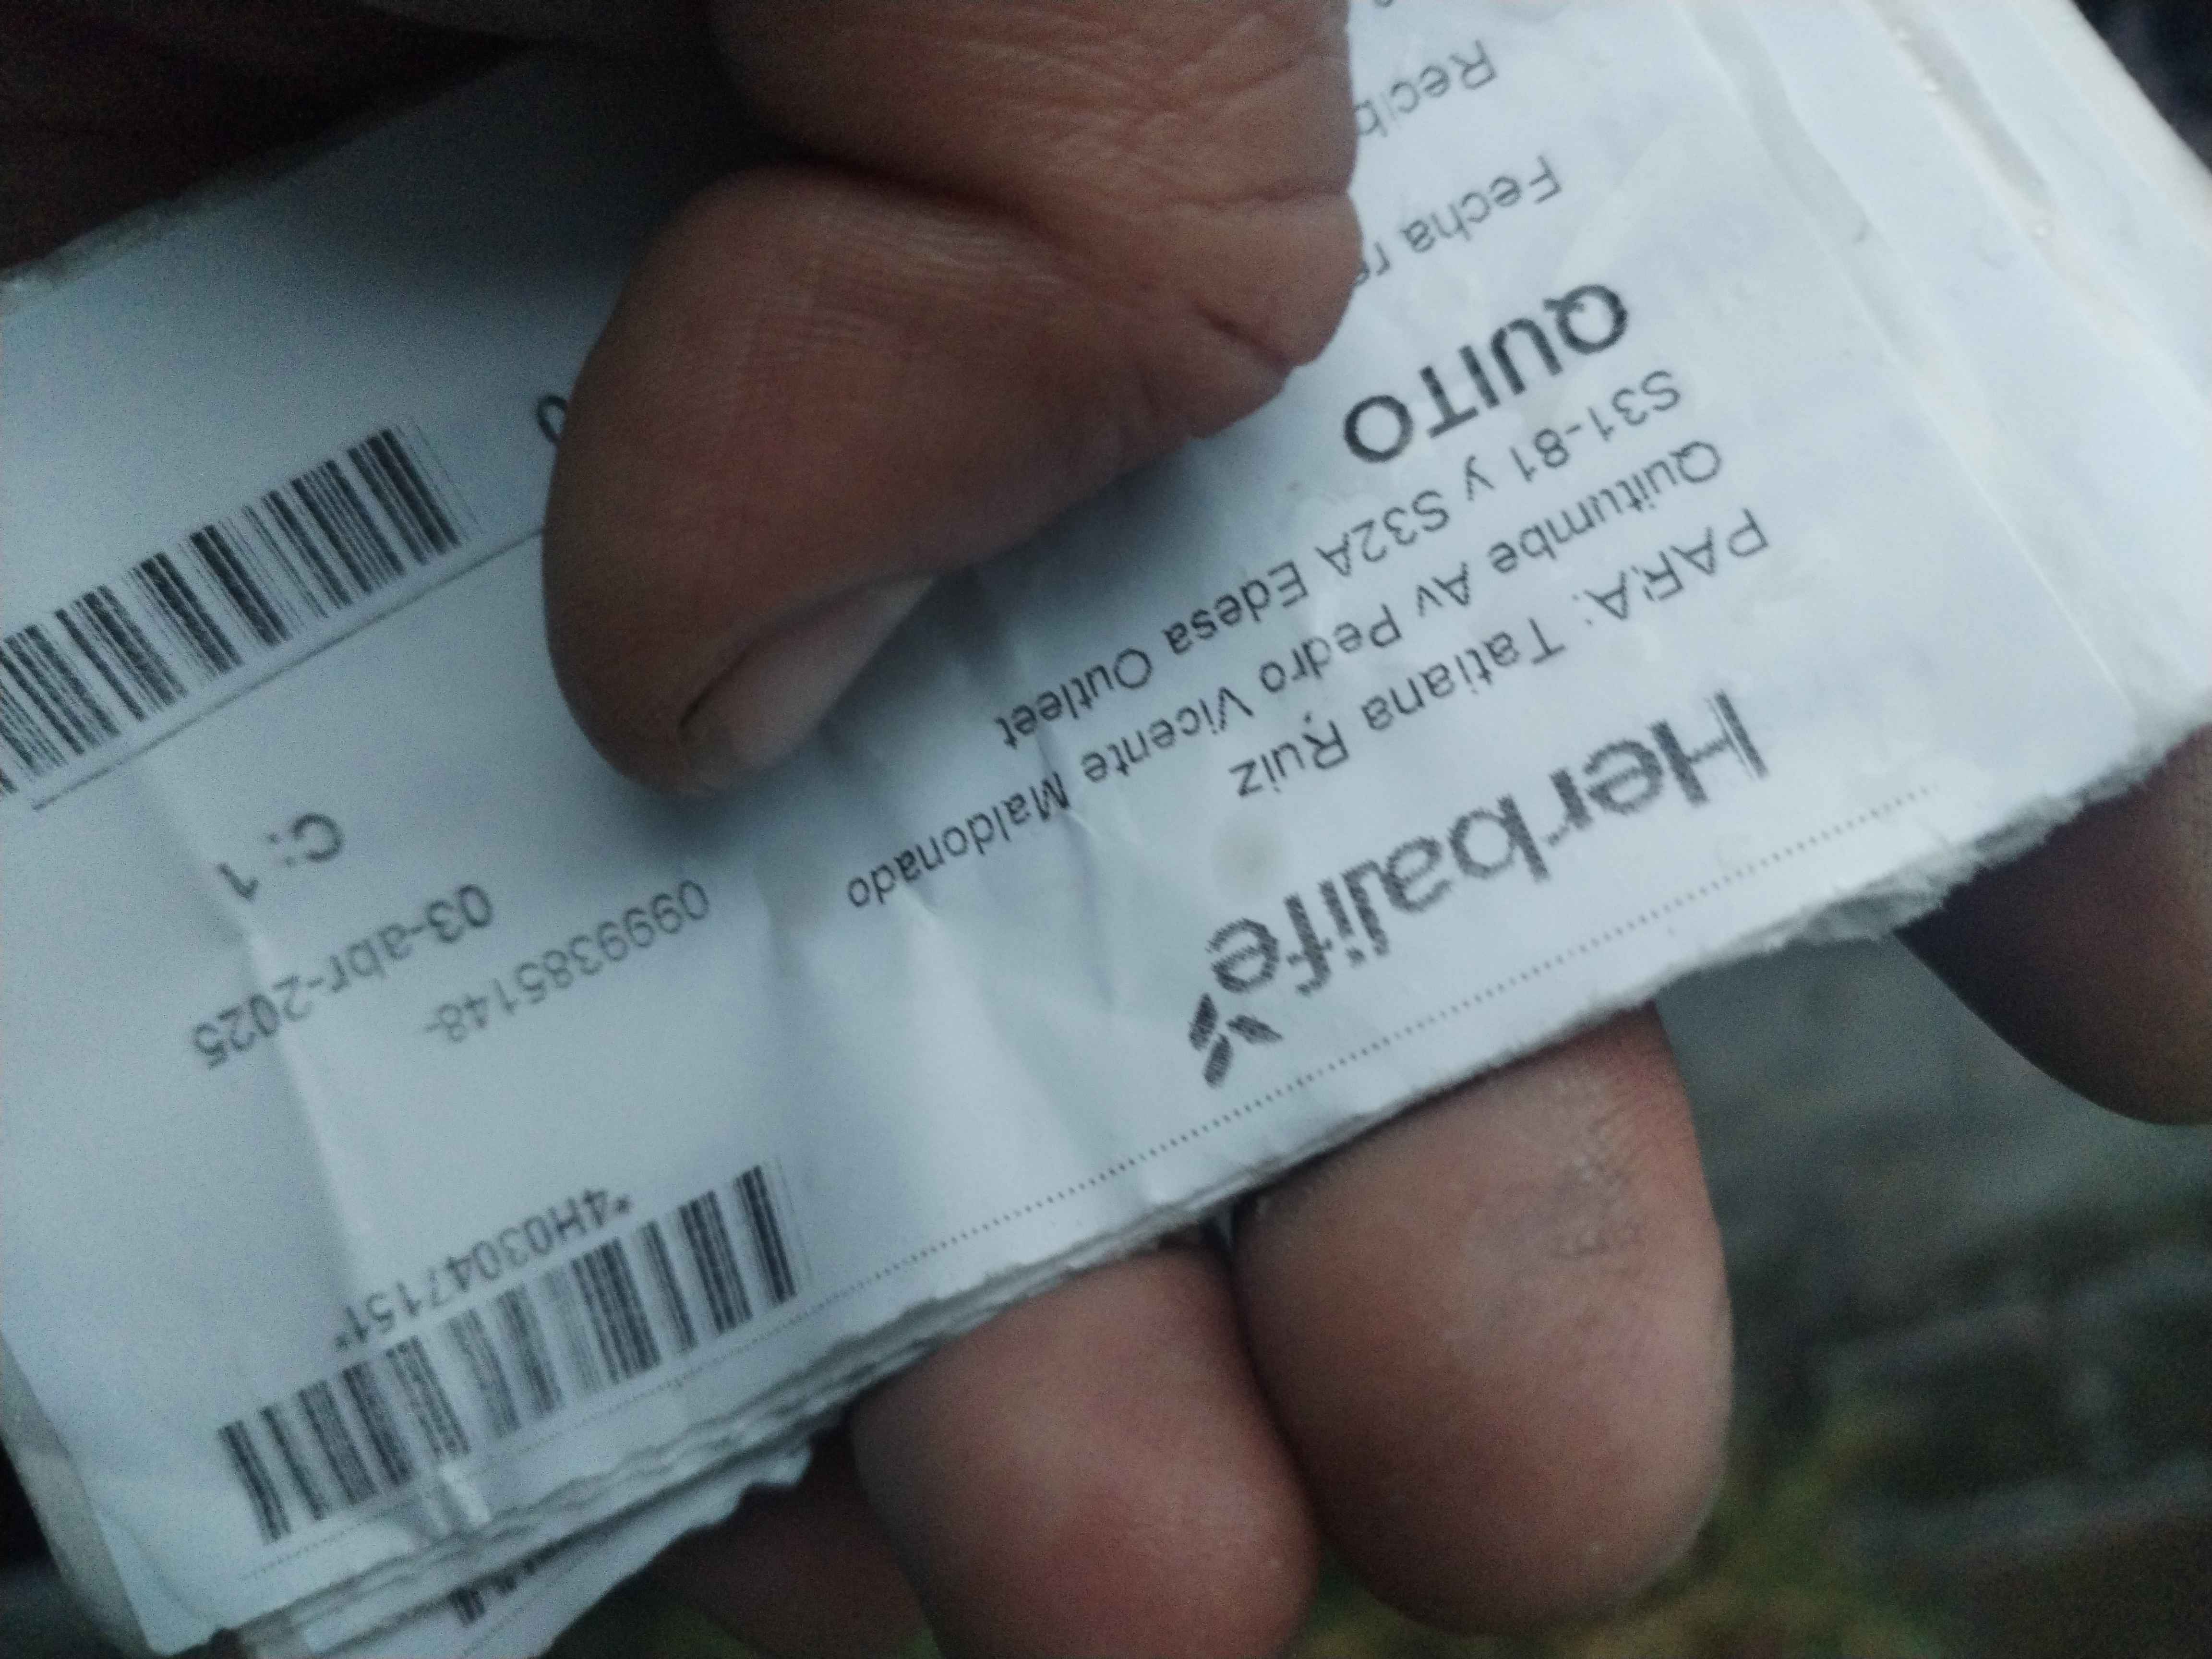 *4H03047151*
Herbalife
PARA: Tatiana Ruiz
0999385148-
Quitumbe Av Pedro Vicente Maldonado
03-abr-2025
S31-81 y S32A Edesa Outleet
C: 1
QUITO
Fecha